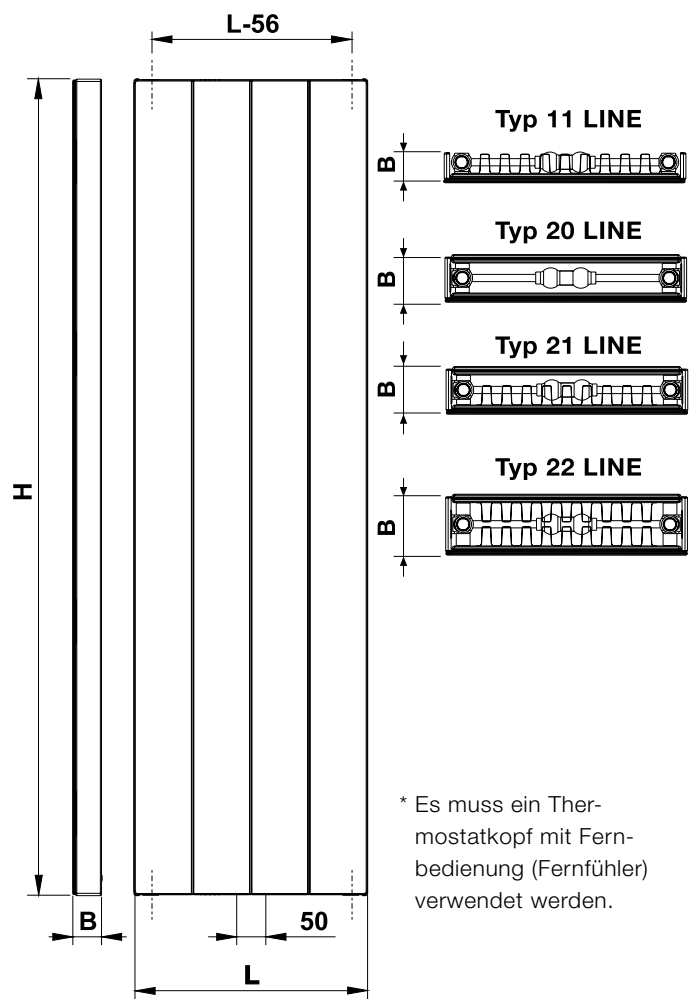 L-56
Typ 11 LINE
B
Typ 20 LINE
B
Typ 21 LINE
B
Typ 22 LINE
B
H
* Es muss ein Ther-
mostatkopf mit Fern-
bedienung (Fernfühler)
verwendet werden.
B
50
L